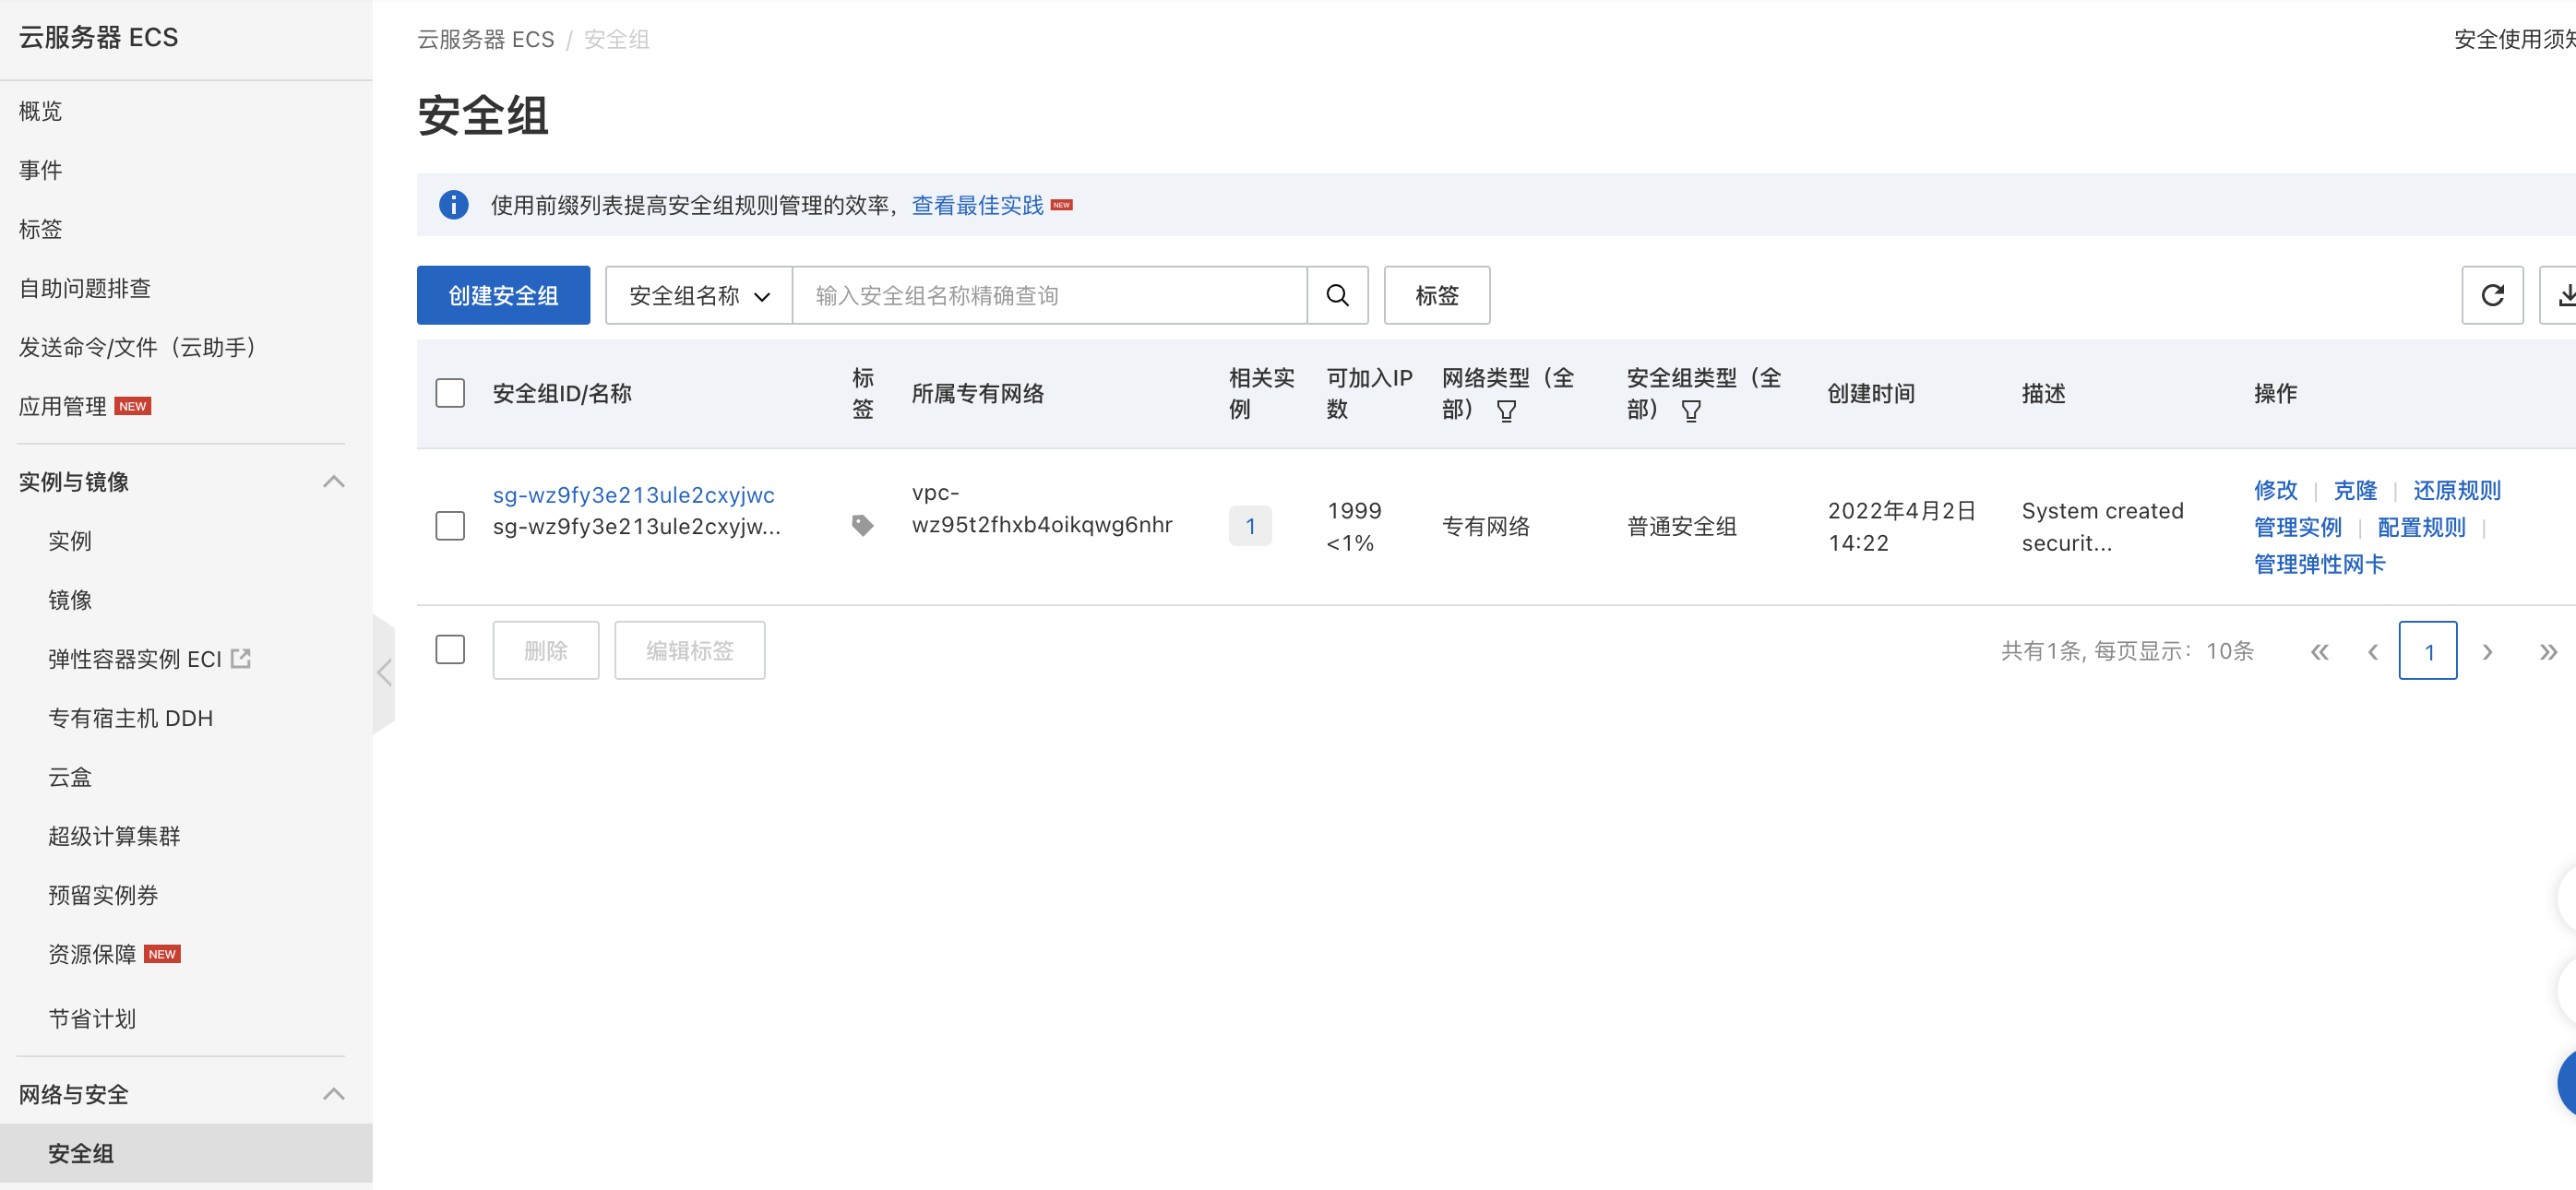 云服务器 ECS
概览
事件
标签
自助问题排查
发送命令/文件（云助手）
应用管理 NEW
实例与镜像
实例
镜像
弹性容器实例 ECI
专有宿主机 DDH
云盒
超级计算集群
预留实例券
资源保障 NEW
节省计划
网络与安全
安全组
云服务器 ECS / 安全组
安全使用须知
安全组
使用前缀列表提高安全组规则管理的效率，查看最佳实践 NEW
创建安全组
安全组名称
输入安全组名称精确查询
标签
安全组ID/名称
标
签
所属专有网络
相关实
例
可加入IP
数
网络类型（全
部）
安全组类型（全
部）
创建时间
描述
操作
sg-wz9fy3e213ule2cxyjwc
sg-wz9fy3e213ule2cxyjw...
vpc-
wz95t2fhxb4oikqwg6nhr
1
1999
<1%
专有网络
普通安全组
2022年4月2日
14:22
System created
securit...
修改 | 克隆 | 还原规则
管理实例 | 配置规则 |
管理弹性网卡
删除
编辑标签
共有1条, 每页显示：10条
« ‹ 1 › »